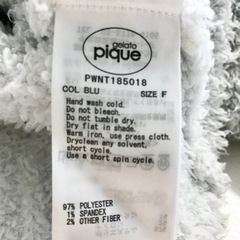 gelato
pique
PWNT185018
COL BLU SIZE F
Hand wash cold.
Do not bleach.
Do not tumble dry.
Dry flat in shade.
Warm iron, use press cloth.
Dryclean any solvent,
short cycle.
Use a short spin cycle.
97% POLYESTER
1% SPANDEX
2% OTHER FIBER